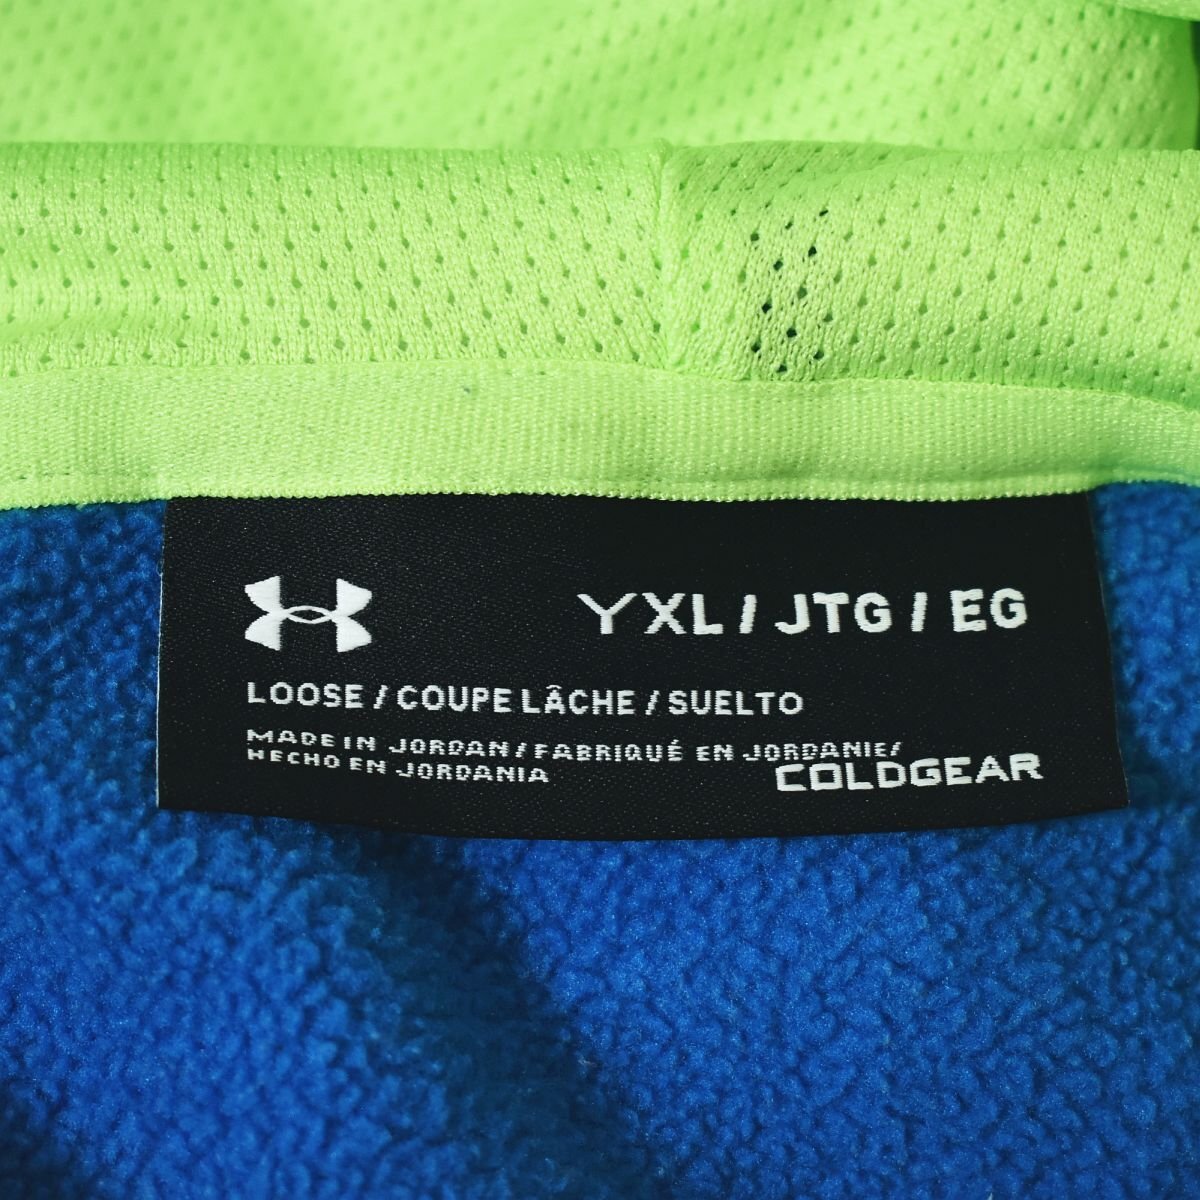 YXL / JTG / EG
LOOSE / COUPE LÂCHE / SUELTO
MADE IN JORDAN / FABRIQUÉ EN JORDANIE/
HECHO EN JORDANIA
COLDGEAR